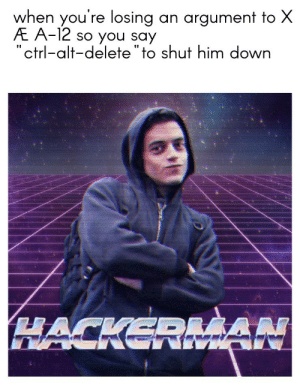 when you're losing an argument to X
Æ A-12 so you say
"ctrl-alt-delete" to shut him down
HACKERMAN